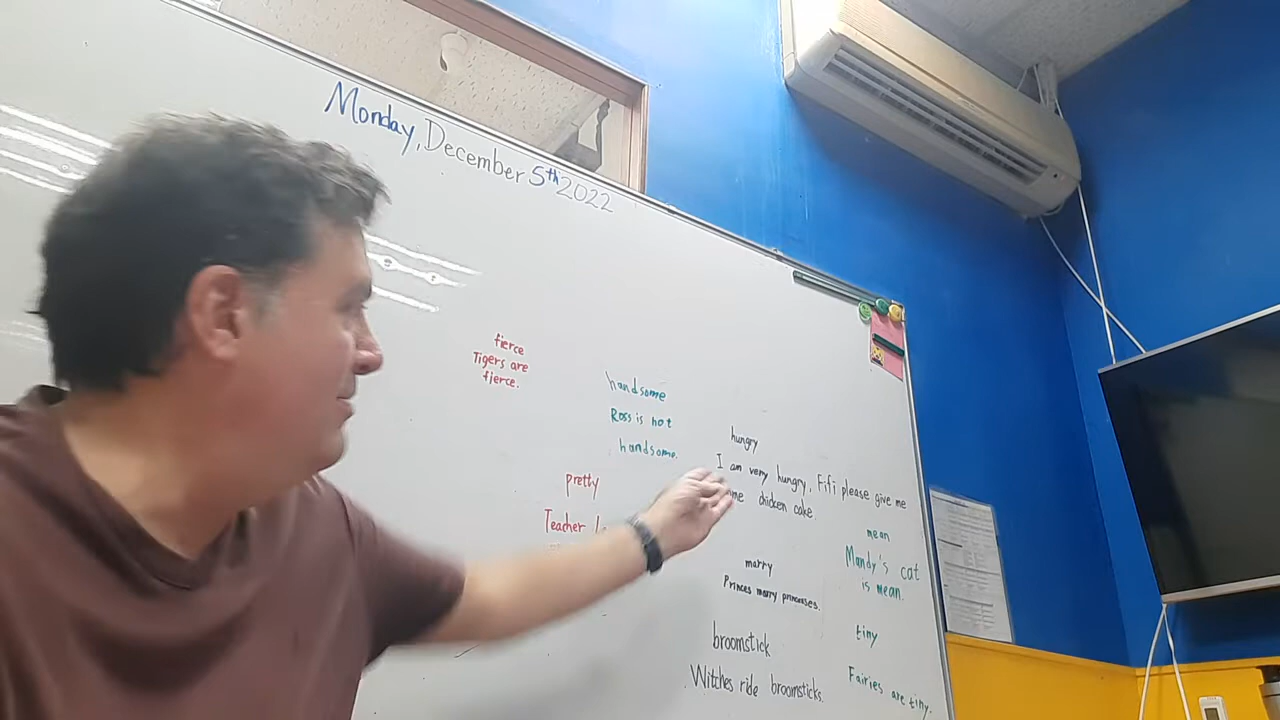 Monday, December 5th 2022
fierce
Tigers are
fierce.
handsome
Ross is not
handsome.
pretty
Teacher
hungry
I am very hungry, Fifi please give me
chicken cake.
marry
Princes marry princesses.
broomstick
Witches ride broomsticks.
mean
Mandy's cat
is mean.
tiny
Fairies are tiny.